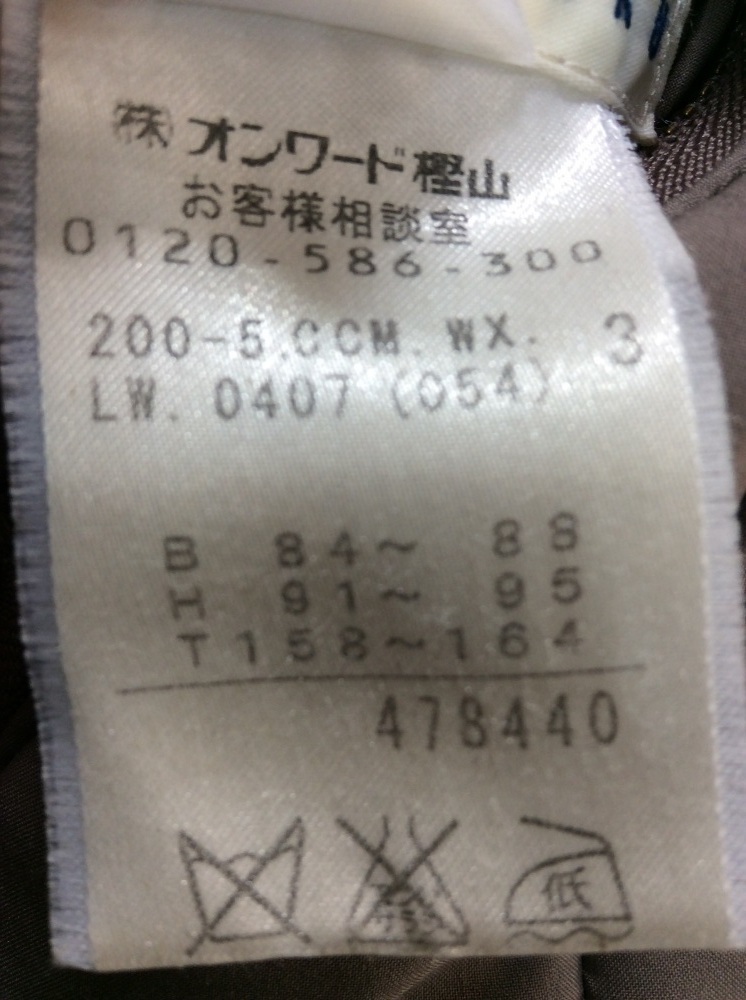 ㈱オンワード樫山
お客様相談室
0120-586-300
200-5.CCM.WX. 3
LW. 0407 (054)
B 84~ 88
H 91~ 95
T 158~164
478440
低